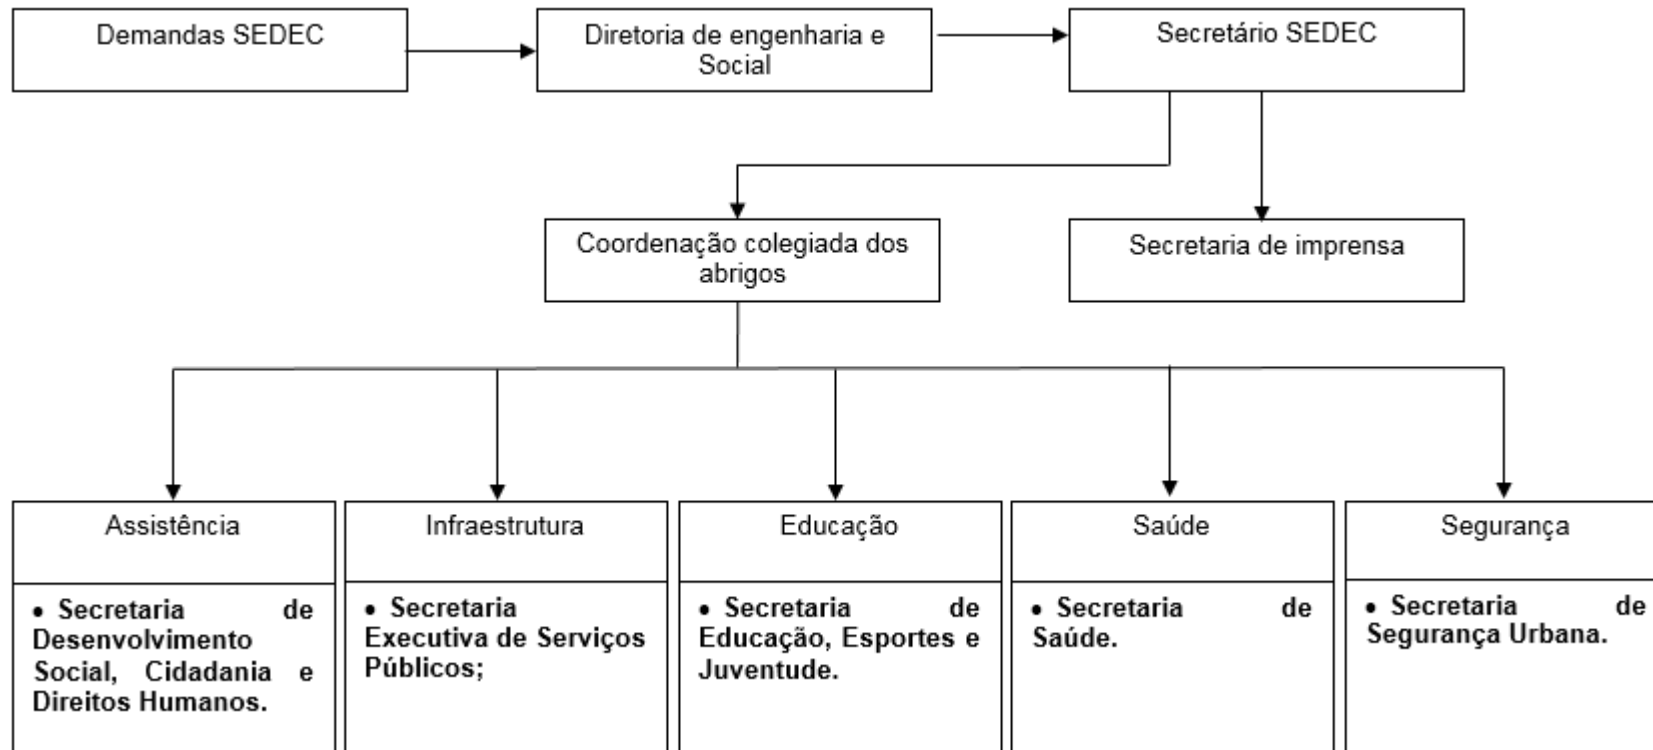 Demandas SEDEC
Diretoria de engenharia e
Social
Secretário SEDEC
Coordenação colegiada dos
abrigos
Secretaria de imprensa
Assistência
• Secretaria de
Desenvolvimento
Social, Cidadania e
Direitos Humanos.
Infraestrutura
• Secretaria
Executiva de Serviços
Públicos;
Educação
• Secretaria de
Educação, Esportes e
Juventude.
Saúde
• Secretaria de
Saúde.
Segurança
• Secretaria de
Segurança Urbana.